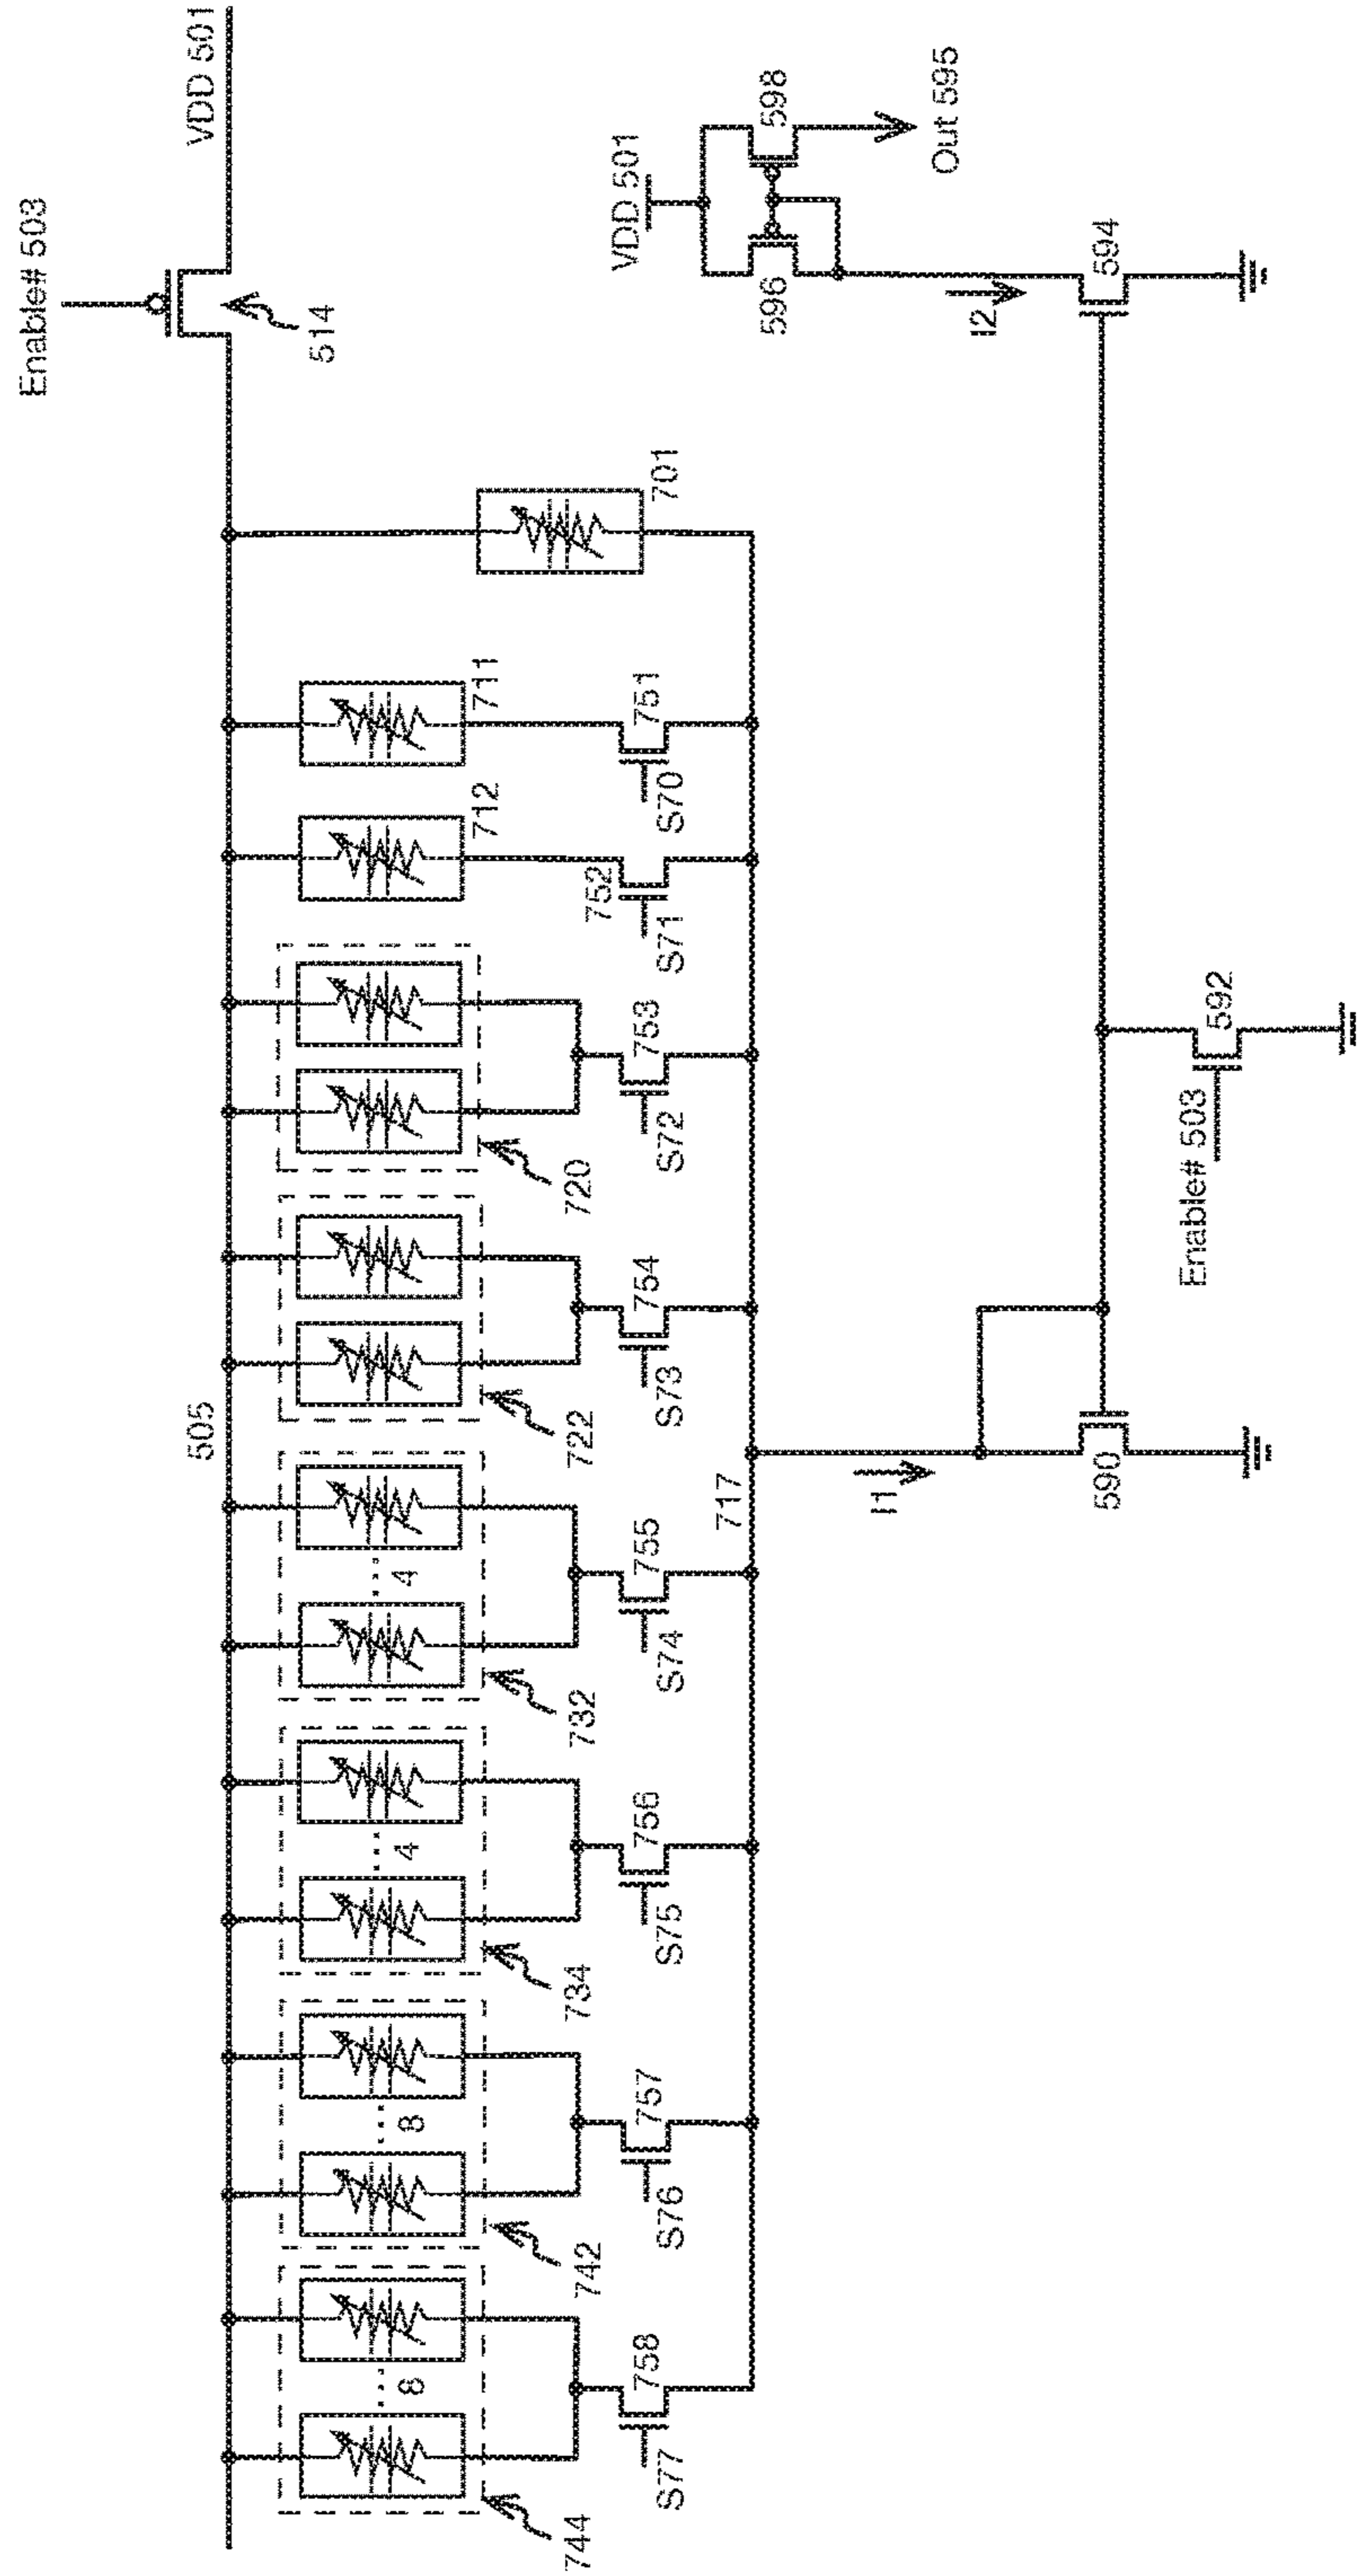 Enable# 503
VDD 501
514
505
701
711
712
720
722
732
4
734
4
742
8
744
8
S70
751
S71
752
S72
753
S73
754
S74
755
S75
756
S76
757
S77
758
717
I1
590
Enable# 503
592
I2
594
VDD 501
596
598
Out 595